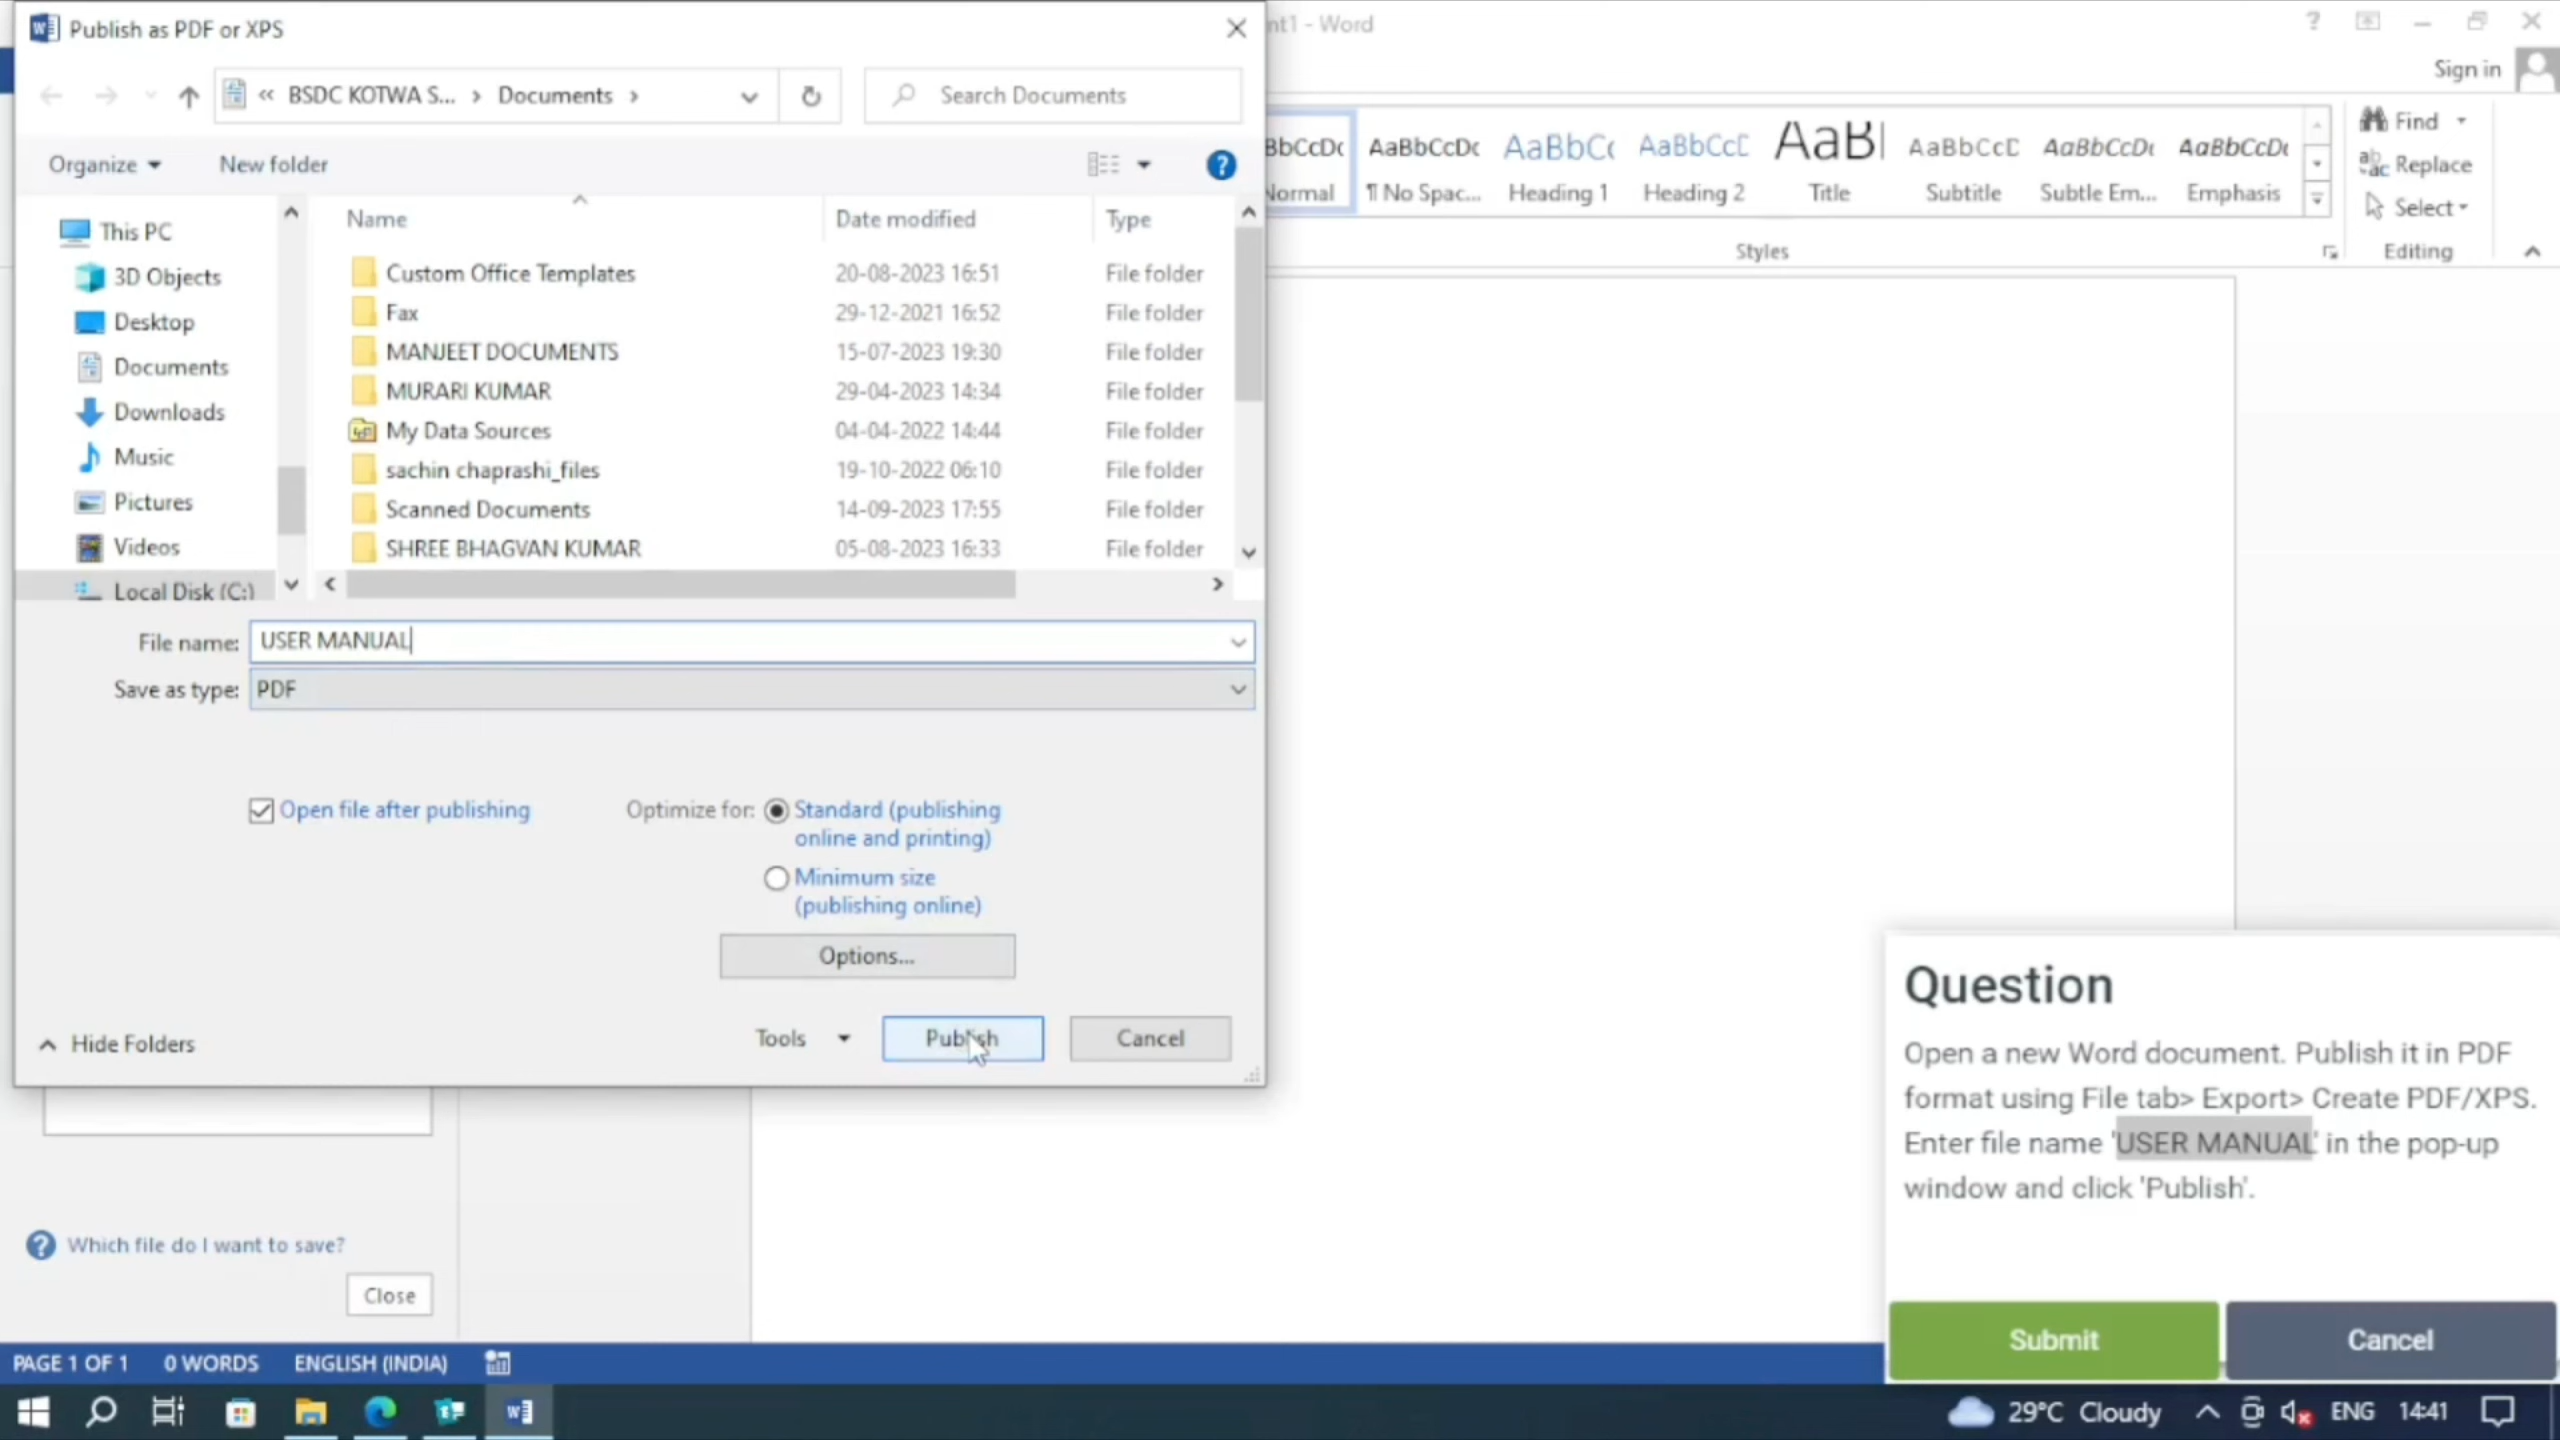 Publish as PDF or XPS
nt1 - Word
Sign in
« BSDC KOTWA S... › Documents ›
Search Documents
Organize
New folder
This PC
3D Objects
Desktop
Documents
Downloads
Music
Pictures
Videos
Local Disk (C:)
Name Date modified Type
Custom Office Templates 20-08-2023 16:51 File folder
Fax 29-12-2021 16:52 File folder
MANJEET DOCUMENTS 15-07-2023 19:30 File folder
MURARI KUMAR 29-04-2023 14:34 File folder
My Data Sources 04-04-2022 14:44 File folder
sachin chaprashi_files 19-10-2022 06:10 File folder
Scanned Documents 14-09-2023 17:55 File folder
SHREE BHAGVAN KUMAR 05-08-2023 16:33 File folder
File name: USER MANUAL
Save as type: PDF
Open file after publishing
Optimize for: Standard (publishing
online and printing)
Minimum size
(publishing online)
Options...
Hide Folders
Tools Publish Cancel
BbCcDc AaBbCcDc AaBbC( AaBbCcD AaB AaBbCcD AaBbCcDc AaBbCcDc
Normal ¶ No Spac... Heading 1 Heading 2 Title Subtitle Subtle Em... Emphasis
Styles
Find
Replace
Select
Editing
Question
Open a new Word document. Publish it in PDF
format using File tab> Export> Create PDF/XPS.
Enter file name 'USER MANUAL' in the pop-up
window and click 'Publish'.
Submit Cancel
Which file do I want to save?
Close
PAGE 1 OF 1 0 WORDS ENGLISH (INDIA)
29°C Cloudy ENG 14:41